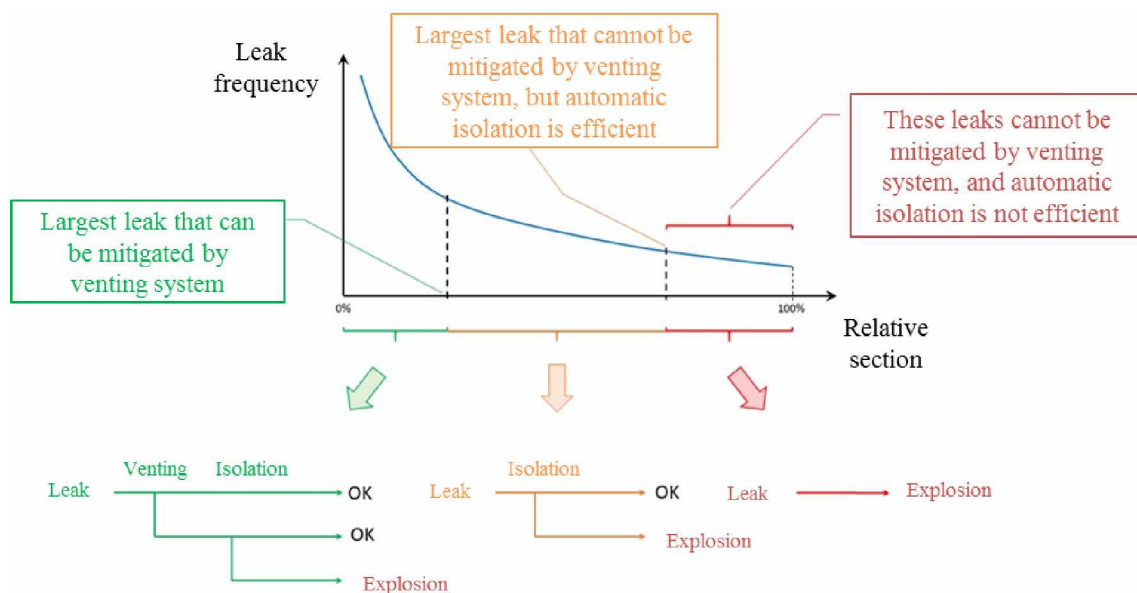 Leak
frequency
Largest leak that cannot be
mitigated by venting
system, but automatic
isolation is efficient
These leaks cannot be
mitigated by venting
system, and automatic
isolation is not efficient
Largest leak that can
be mitigated by
venting system
0%
100%
Relative
section
Venting Isolation
Leak OK
OK
Explosion
Isolation
Leak OK
Explosion
Leak Explosion